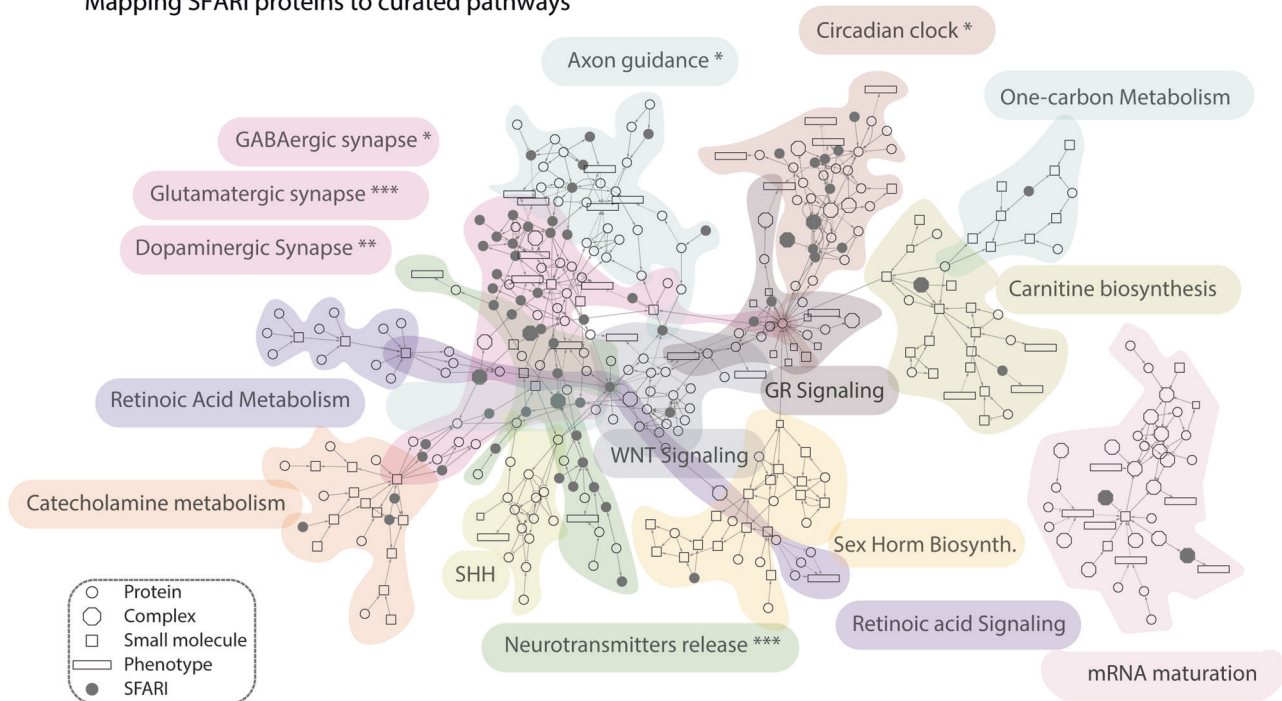 Mapping SFARI proteins to curated pathways
Circadian clock *
Axon guidance *
One-carbon Metabolism
GABAergic synapse *
Glutamatergic synapse ***
Dopaminergic Synapse **
Carnitine biosynthesis
Retinoic Acid Metabolism
GR Signaling
WNT Signaling
Catecholamine metabolism
Sex Horm Biosynth.
SHH
Retinoic acid Signaling
Neurotransmitters release ***
mRNA maturation
Protein
Complex
Small molecule
Phenotype
SFARI